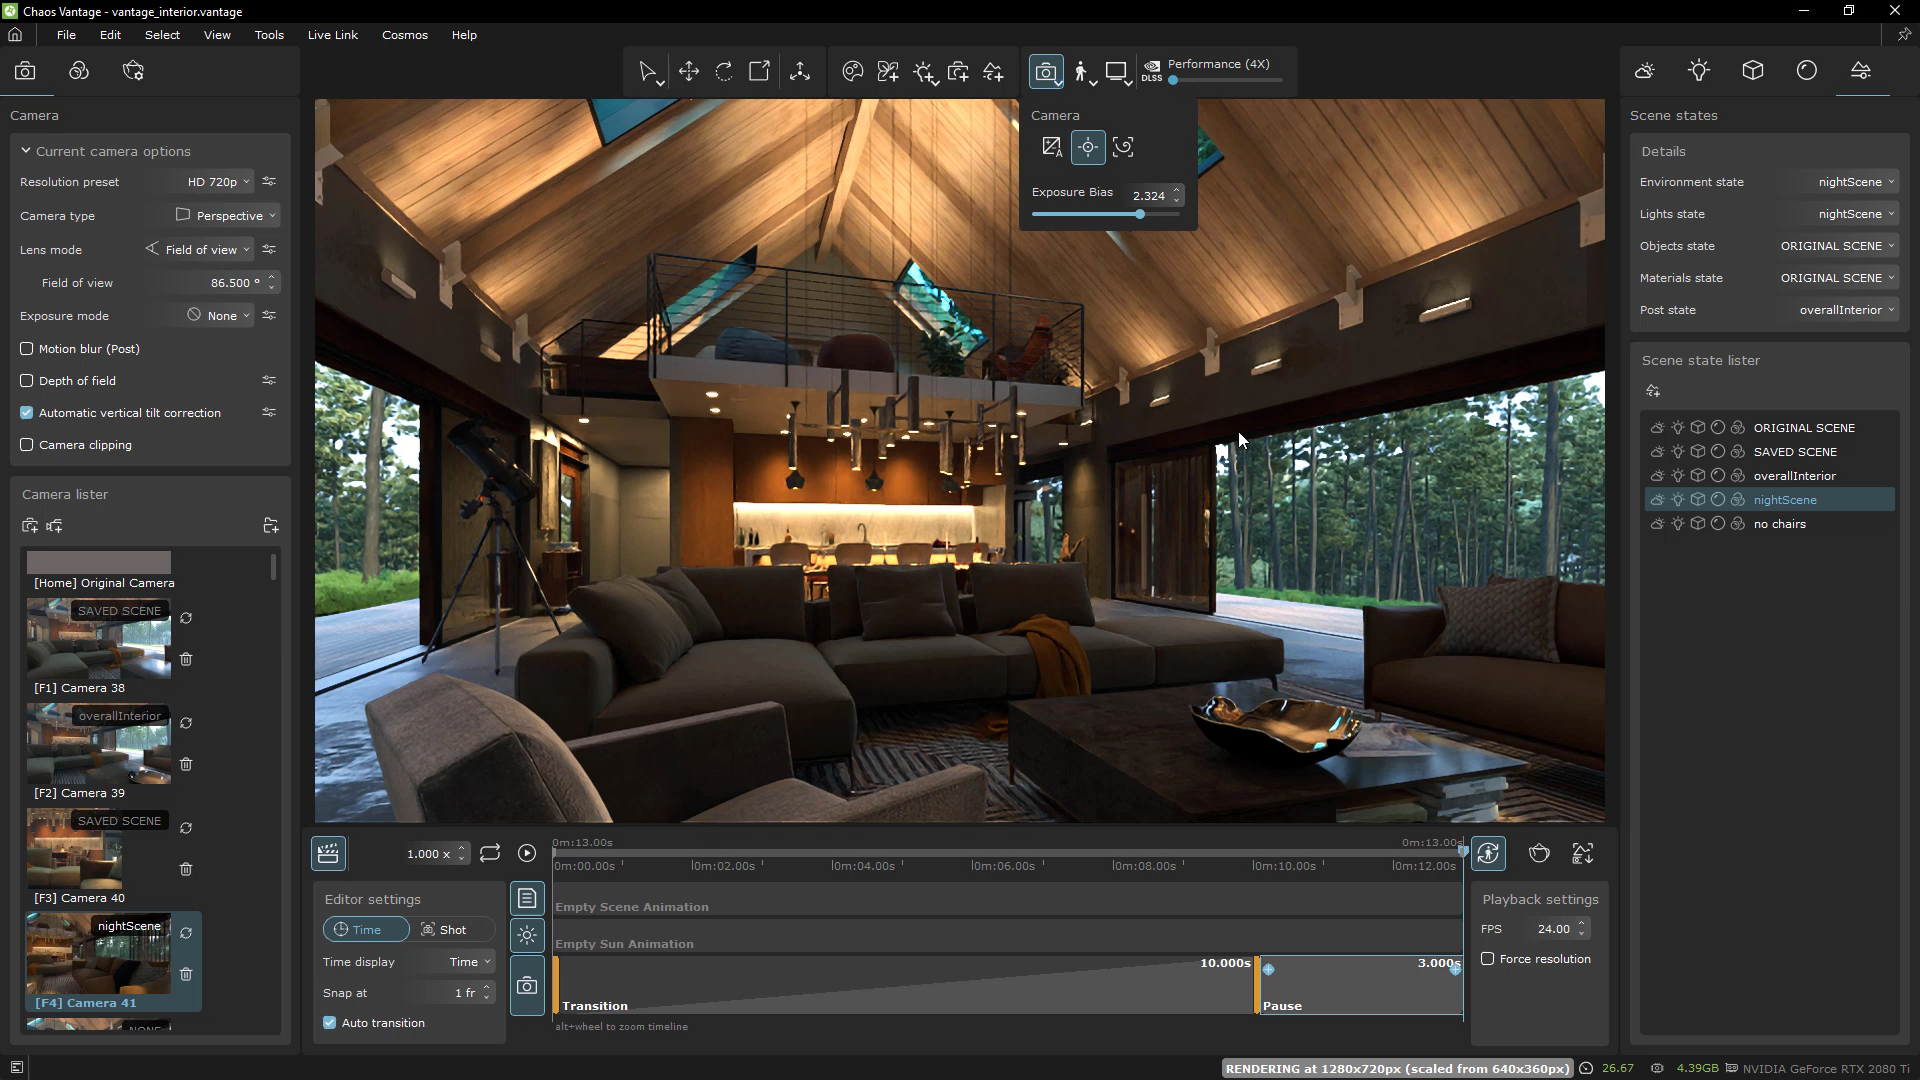 Chaos Vantage - vantage_interior.vantage
File Edit Select View Tools Live Link Cosmos Help
DLSS
Performance (4X)
Camera
Current camera options
Resolution preset HD 720p
Camera type Perspective
Lens mode Field of view
Field of view 86.500 °
Exposure mode None
Motion blur (Post)
Depth of field
Automatic vertical tilt correction
Camera clipping
Camera lister
[Home] Original Camera
SAVED SCENE
[F1] Camera 38
overallInterior
[F2] Camera 39
SAVED SCENE
[F3] Camera 40
nightScene
[F4] Camera 41
NONE
Camera
Exposure Bias 2.324
Scene states
Details
Environment state nightScene
Lights state nightScene
Objects state ORIGINAL SCENE
Materials state ORIGINAL SCENE
Post state overallInterior
Scene state lister
ORIGINAL SCENE
SAVED SCENE
overallInterior
nightScene
no chairs
1.000 x
0m:13.00s 0m:13.00s
0m:00.00s 0m:02.00s 0m:04.00s 0m:06.00s 0m:08.00s 0m:10.00s 0m:12.00s
Editor settings
Time Shot
Time display Time
Snap at 1 fr
Auto transition
Empty Scene Animation
Empty Sun Animation
10.000s 3.000s
Transition Pause
alt+wheel to zoom timeline
Playback settings
FPS 24.00
Force resolution
RENDERING at 1280x720px (scaled from 640x360px) 26.67 4.39GB NVIDIA GeForce RTX 2080 Ti